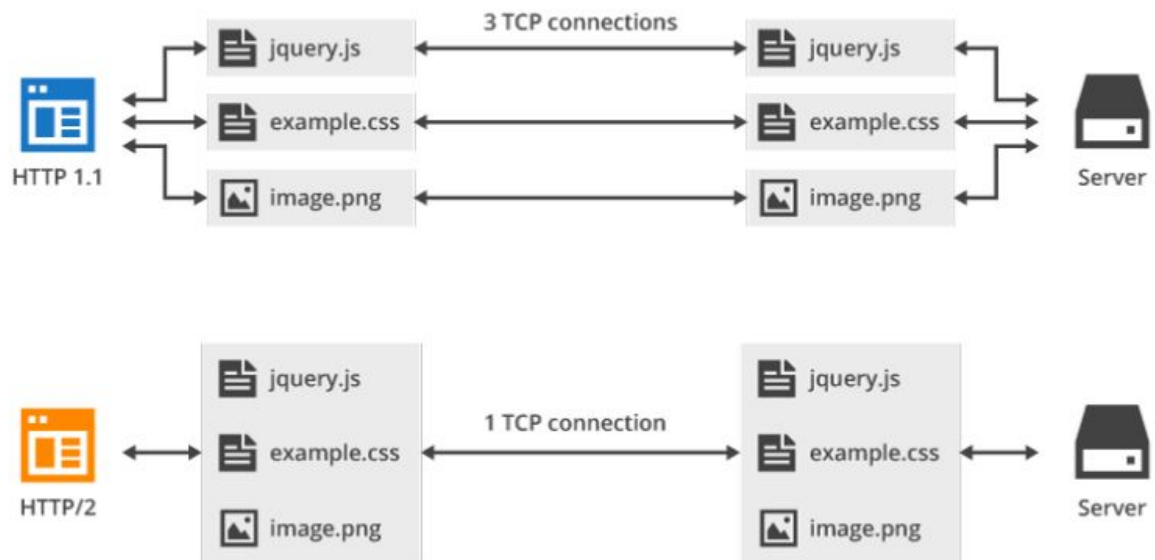 3 TCP connections
jquery.js jquery.js
example.css example.css
HTTP 1.1 Server
image.png image.png
jquery.js jquery.js
1 TCP connection
example.css example.css
HTTP/2 Server
image.png image.png